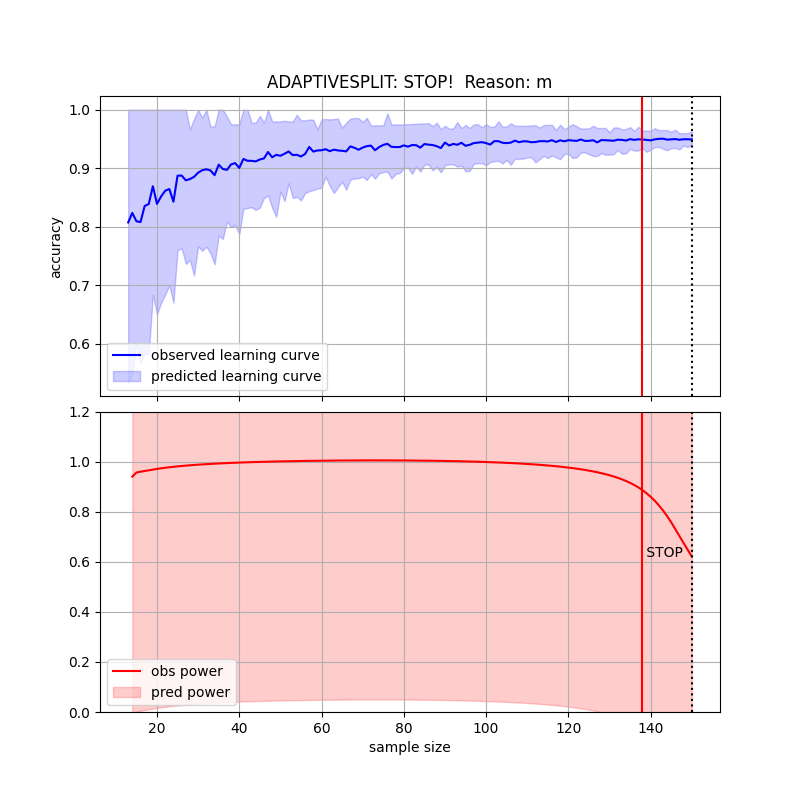 ADAPTIVESPLIT: STOP!  Reason: m
1.0
0.9
0.8
0.7
0.6
accuracy
observed learning curve
predicted learning curve
1.2
1.0
0.8
0.6
0.4
0.2
0.0
STOP
obs power
pred power
20 40 60 80 100 120 140
sample size